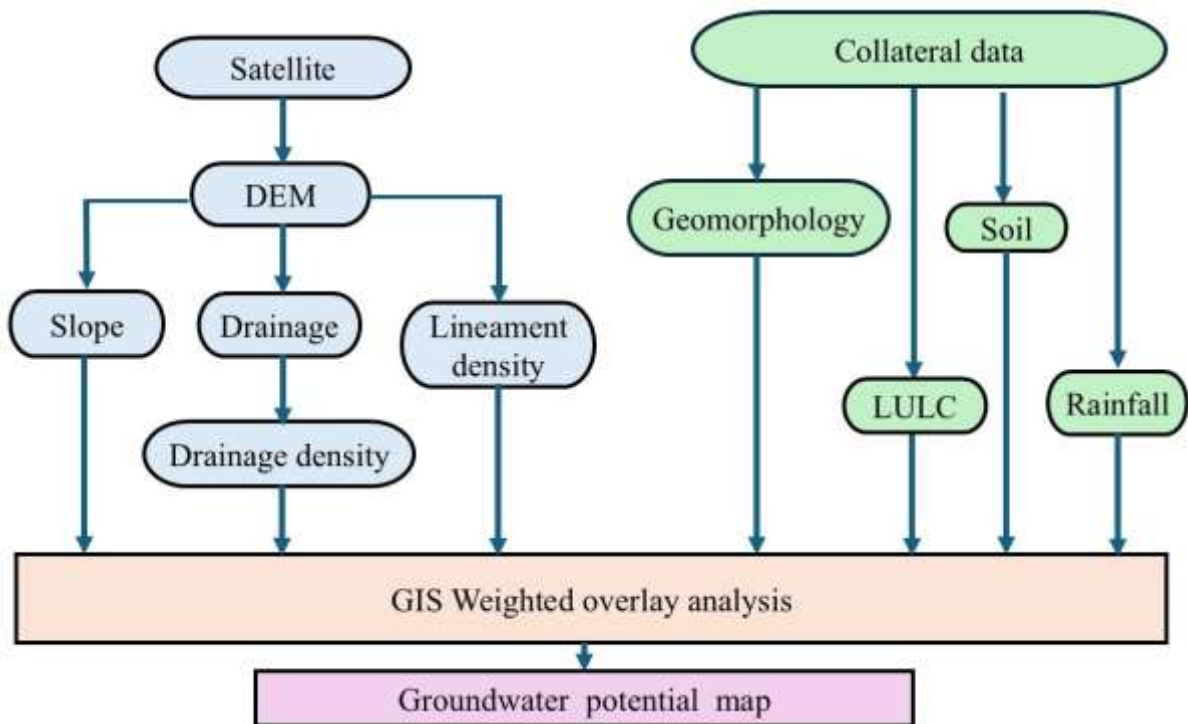 Satellite
Collateral data
DEM
Geomorphology
Soil
Slope
Drainage
Lineament
density
LULC
Rainfall
Drainage density
GIS Weighted overlay analysis
Groundwater potential map